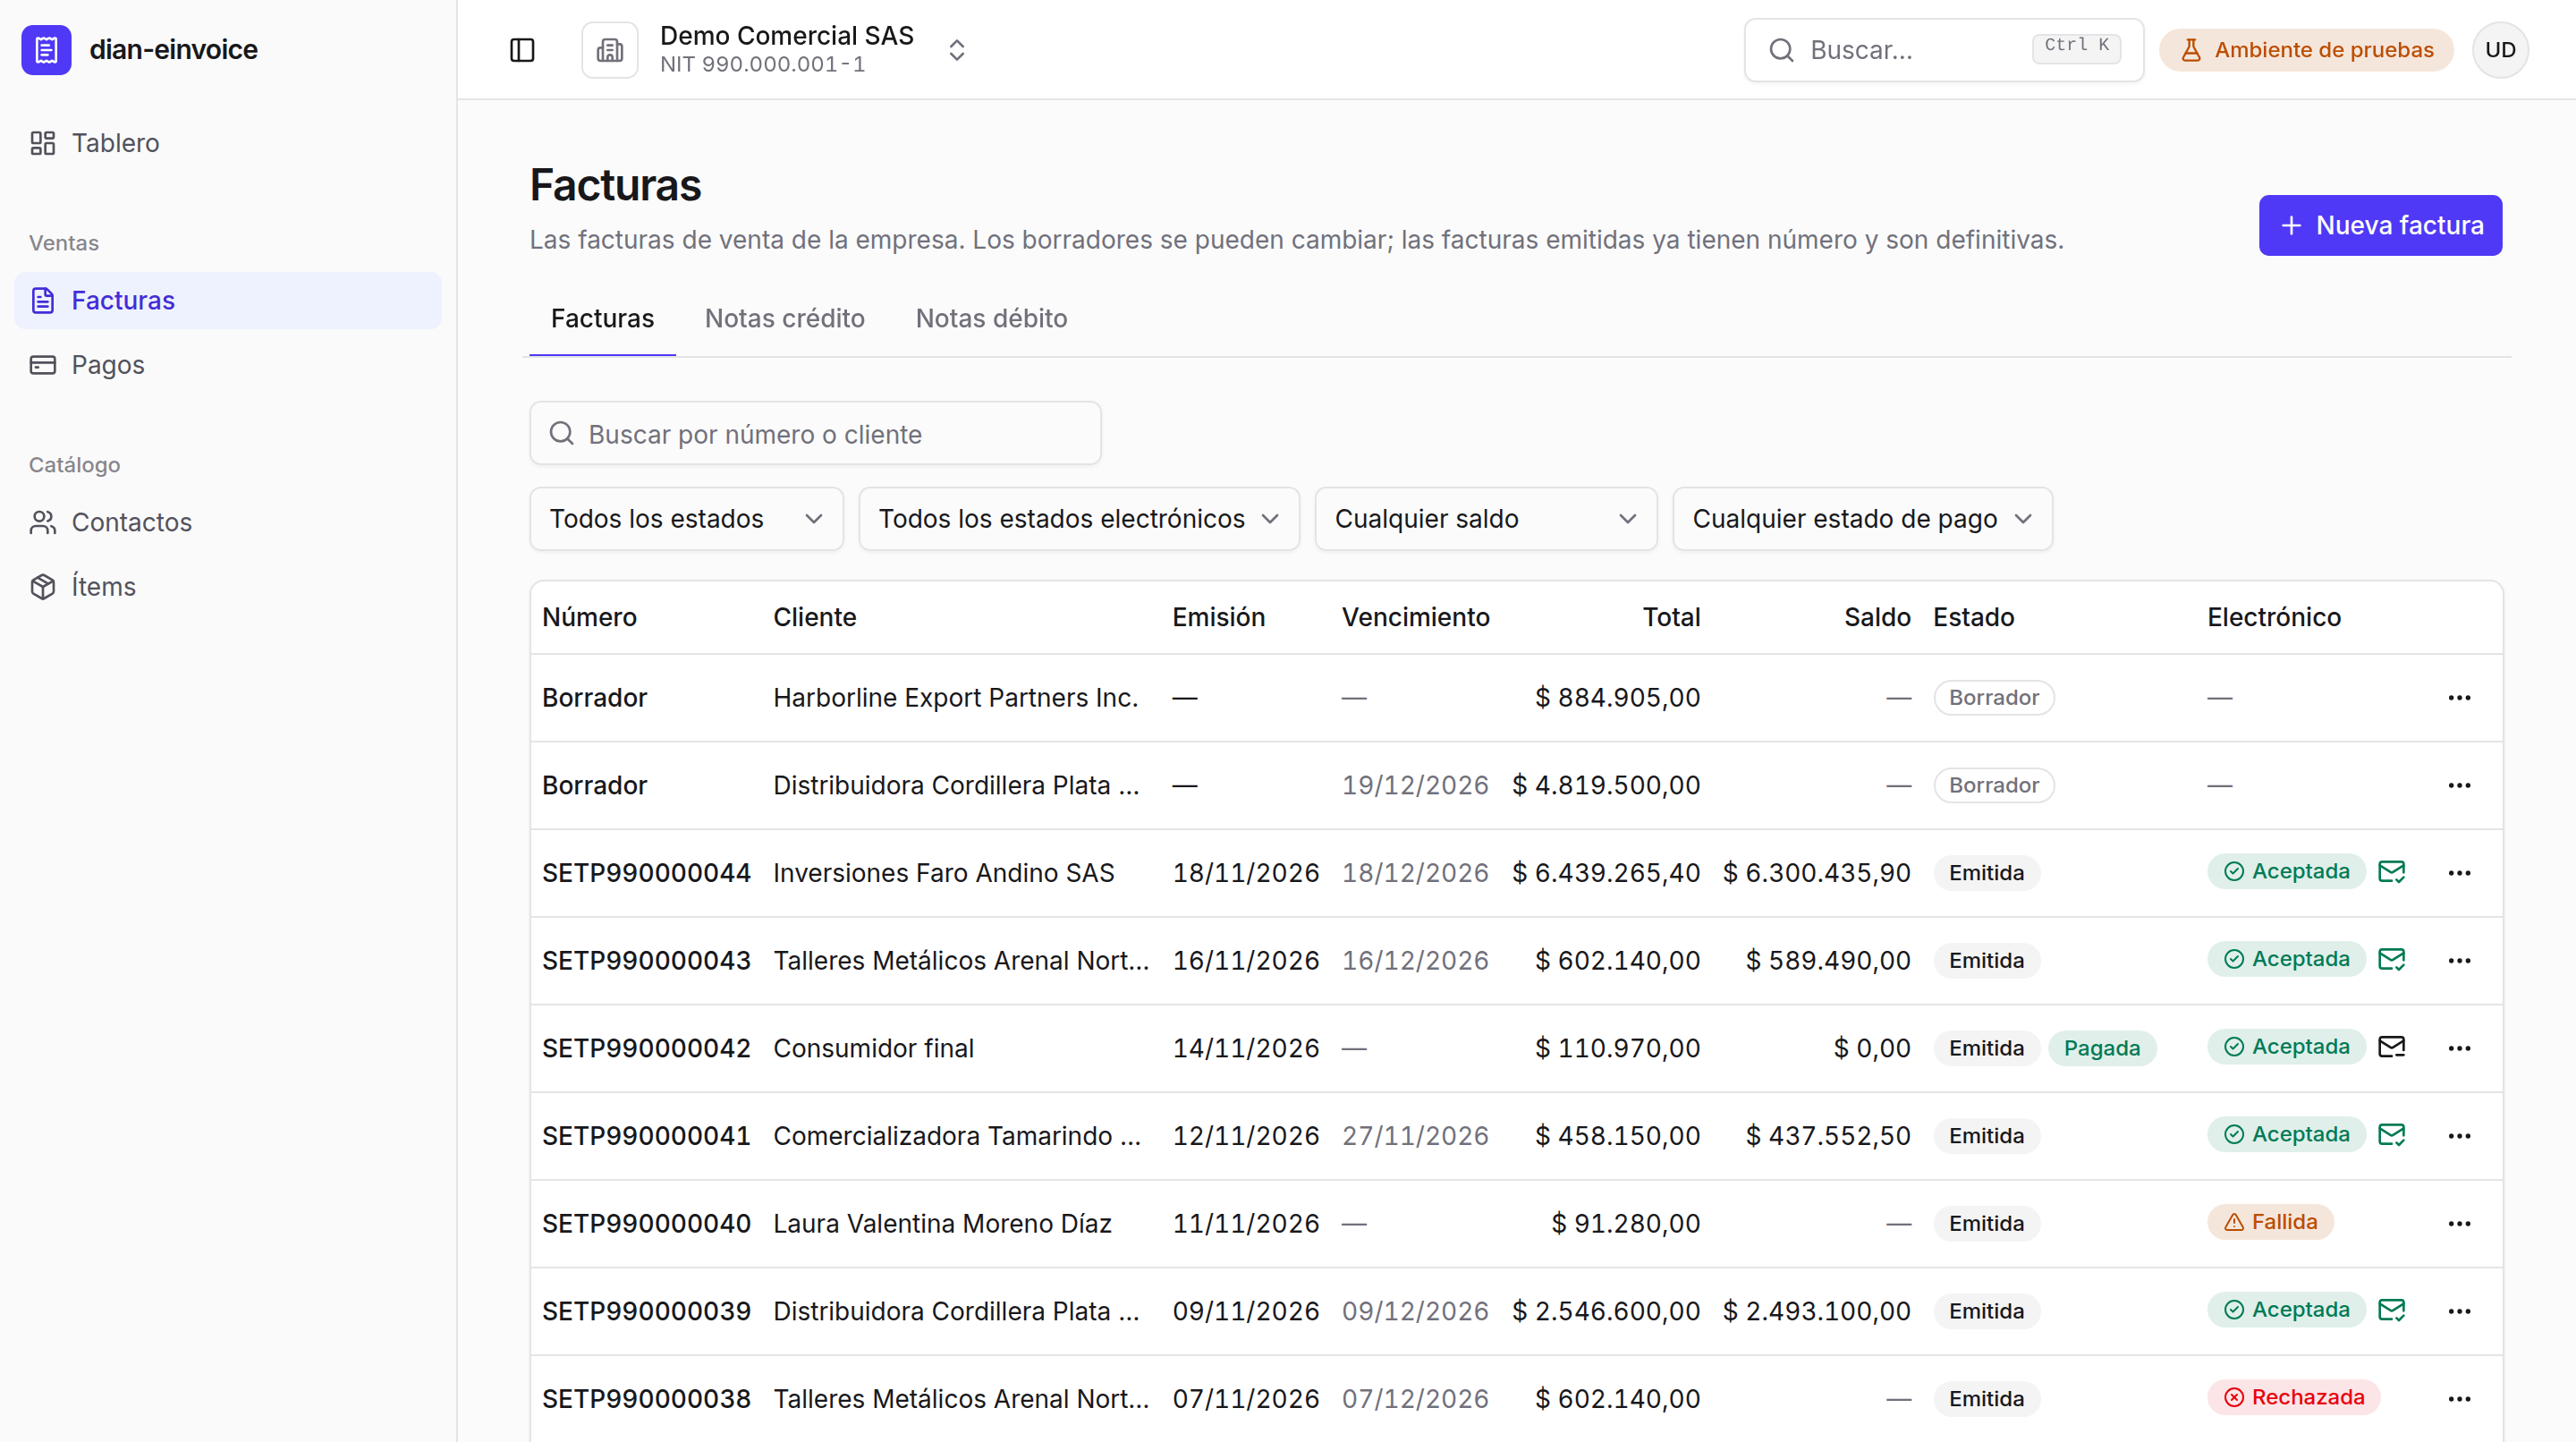 dian-einvoice
Demo Comercial SAS
NIT 990.000.001-1
Buscar...
Ctrl K
Ambiente de pruebas
UD
Tablero
Ventas
Facturas
Pagos
Catálogo
Contactos
Ítems
Facturas
Las facturas de venta de la empresa. Los borradores se pueden cambiar; las facturas emitidas ya tienen número y son definitivas.
Nueva factura
Facturas Notas crédito Notas débito
Buscar por número o cliente
Todos los estados Todos los estados electrónicos Cualquier saldo Cualquier estado de pago
Número Cliente Emisión Vencimiento Total Saldo Estado Electrónico
Borrador Harborline Export Partners Inc. — — $ 884.905,00 — Borrador —
Borrador Distribuidora Cordillera Plata ... — 19/12/2026 $ 4.819.500,00 — Borrador —
SETP990000044 Inversiones Faro Andino SAS 18/11/2026 18/12/2026 $ 6.439.265,40 $ 6.300.435,90 Emitida Aceptada
SETP990000043 Talleres Metálicos Arenal Nort... 16/11/2026 16/12/2026 $ 602.140,00 $ 589.490,00 Emitida Aceptada
SETP990000042 Consumidor final 14/11/2026 — $ 110.970,00 $ 0,00 Emitida Pagada Aceptada
SETP990000041 Comercializadora Tamarindo ... 12/11/2026 27/11/2026 $ 458.150,00 $ 437.552,50 Emitida Aceptada
SETP990000040 Laura Valentina Moreno Díaz 11/11/2026 — $ 91.280,00 — Emitida Fallida
SETP990000039 Distribuidora Cordillera Plata ... 09/11/2026 09/12/2026 $ 2.546.600,00 $ 2.493.100,00 Emitida Aceptada
SETP990000038 Talleres Metálicos Arenal Nort... 07/11/2026 07/12/2026 $ 602.140,00 — Emitida Rechazada